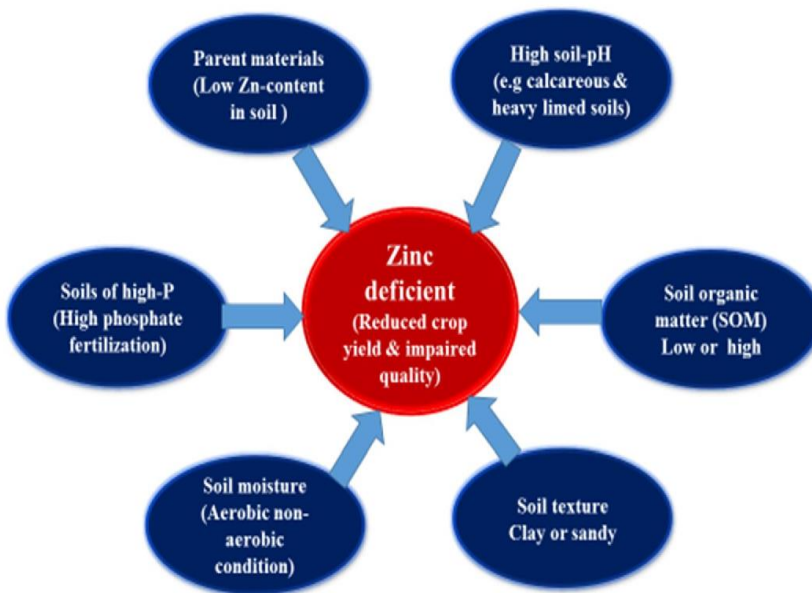 Parent materials
(Low Zn-content
in soil )
High soil-pH
(e.g calcareous &
heavy limed soils)
Zinc
deficient
(Reduced crop
yield & impaired
quality)
Soils of high-P
(High phosphate
fertilization)
Soil organic
matter (SOM)
Low or high
Soil moisture
(Aerobic non-
aerobic
condition)
Soil texture
Clay or sandy